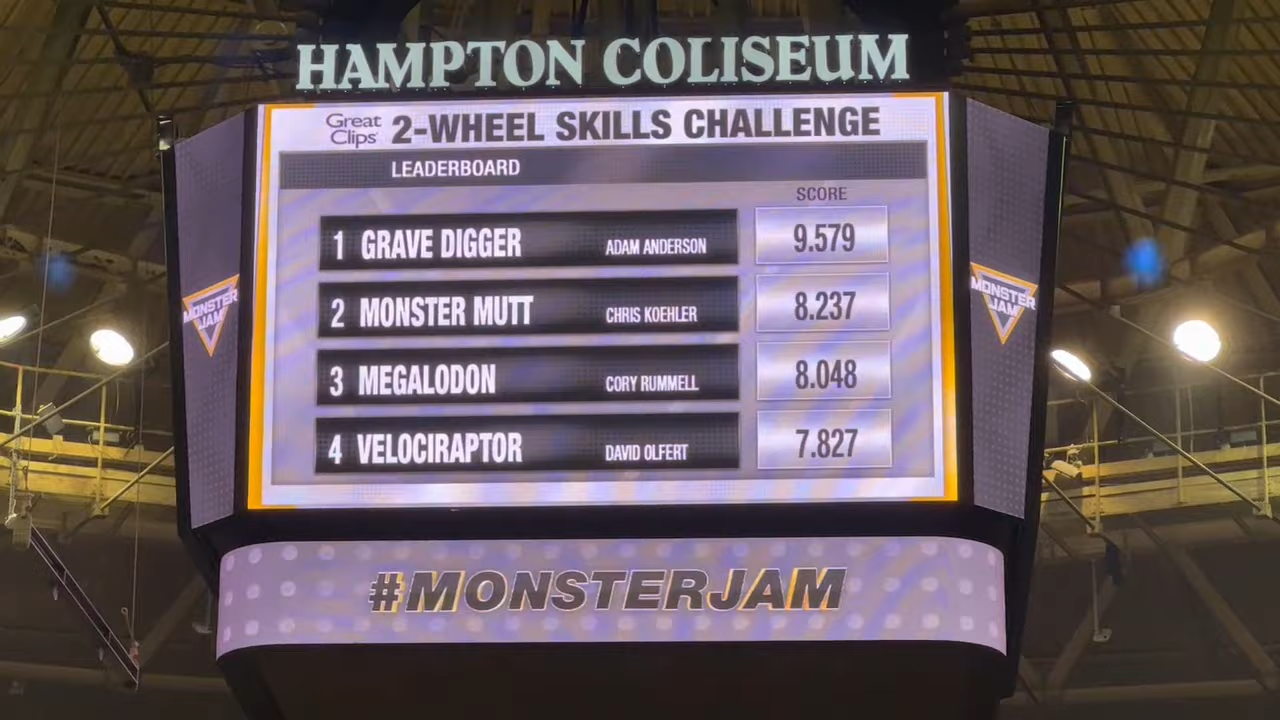 HAMPTON COLISEUM
Great Clips 2-WHEEL SKILLS CHALLENGE
LEADERBOARD
SCORE
1 GRAVE DIGGER ADAM ANDERSON 9.579
2 MONSTER MUTT CHRIS KOEHLER 8.237
3 MEGALODON CORY RUMMELL 8.048
4 VELOCIRAPTOR DAVID OLFERT 7.827
MONSTER JAM
MONSTER JAM
#MONSTERJAM